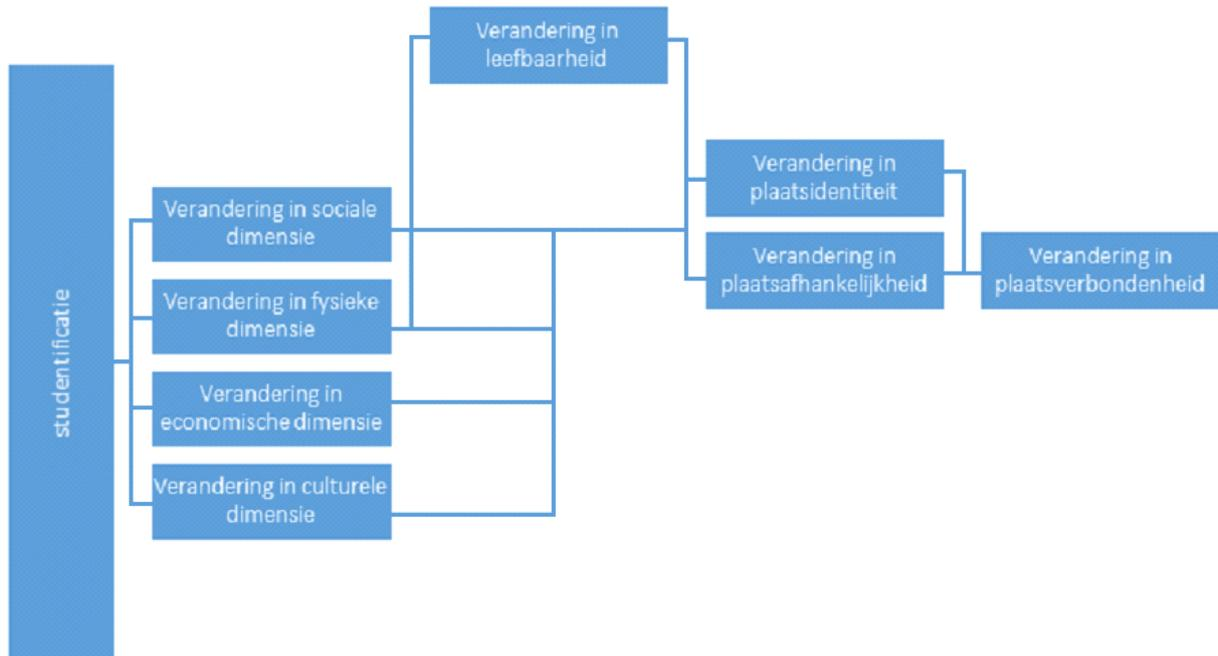 studentificatie
Verandering in sociale
dimensie
Verandering in fysieke
dimensie
Verandering in
economische dimensie
Verandering in culturele
dimensie
Verandering in
leefbaarheid
Verandering in
plaatsidentiteit
Verandering in
plaatsafhankelijkheid
Verandering in
plaatsverbondenheid